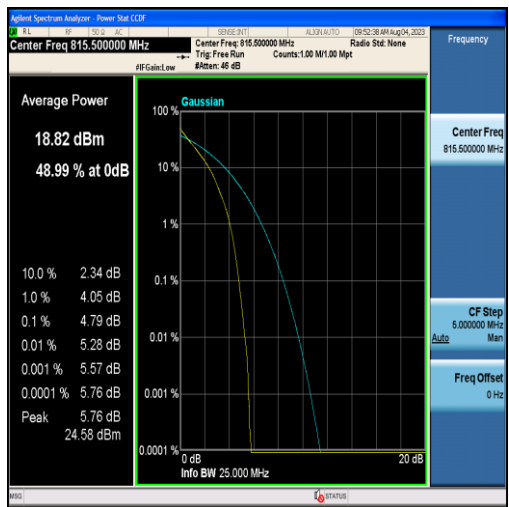 Agilent Spectrum Analyzer - Power Stat CCDF
RL RF 50 Ω AC SENSE:INT ALIGN AUTO 09:52:38 AM Aug 04, 2023
Center Freq 815.500000 MHz
Center Freq: 815.500000 MHz Radio Std: None
Trig: Free Run Counts:1.00 M/1.00 Mpt
#IFGain:Low #Atten: 46 dB
Frequency
Average Power
18.82 dBm
48.99 % at 0dB
10.0 % 2.34 dB
1.0 % 4.05 dB
0.1 % 4.79 dB
0.01 % 5.28 dB
0.001 % 5.57 dB
0.0001 % 5.76 dB
Peak 5.76 dB
24.58 dBm
Gaussian
100 %
10 %
1 %
0.1 %
0.01 %
0.001 %
0.0001 %
0 dB 20 dB
Info BW 25.000 MHz
Center Freq
815.500000 MHz
CF Step
5.000000 MHz
Auto Man
Freq Offset
0 Hz
MSG STATUS